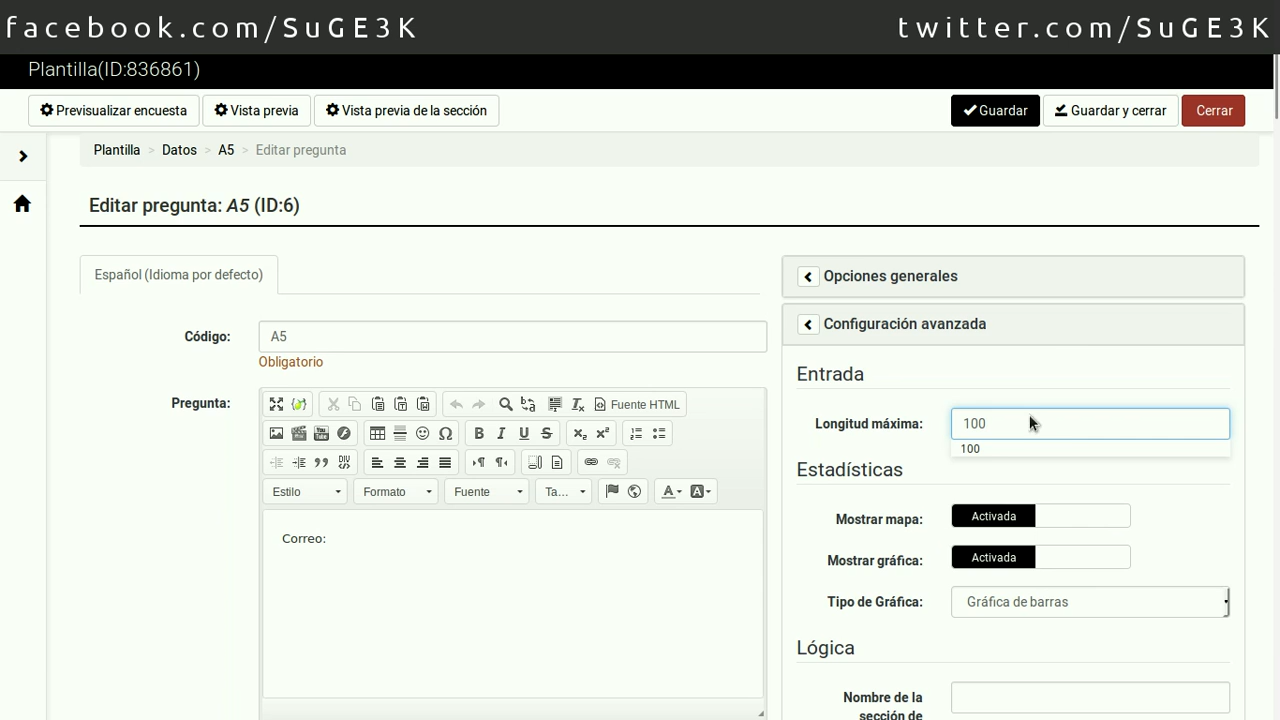 facebook.com/SuGE3K twitter.com/SuGE3K
Plantilla(ID:836861)
Previsualizar encuesta Vista previa Vista previa de la sección Guardar Guardar y cerrar Cerrar
Plantilla > Datos > A5 > Editar pregunta
Editar pregunta: A5 (ID:6)
Español (Idioma por defecto)
Código: A5
Obligatorio
Pregunta:
Fuente HTML
B I U S
Estilo Formato Fuente Ta... A A
Correo:
Opciones generales
Configuración avanzada
Entrada
Longitud máxima: 100
100
Estadísticas
Mostrar mapa: Activada
Mostrar gráfica: Activada
Tipo de Gráfica: Gráfica de barras
Lógica
Nombre de la
sección de